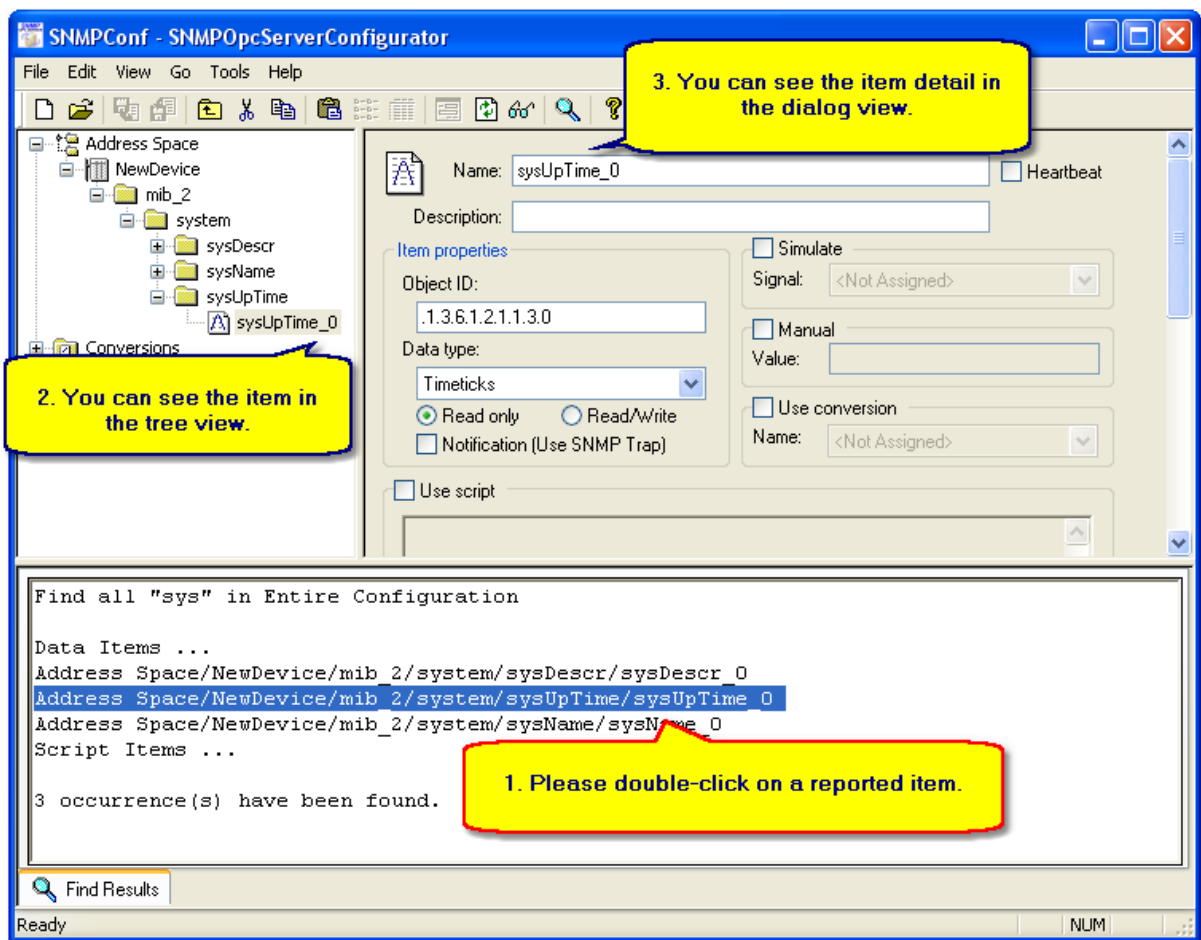 SNMPConf - SNMPOpcServerConfigurator
File Edit View Go Tools Help
3. You can see the item detail in
the dialog view.
Address Space
NewDevice
mib_2
system
sysDescr
sysName
sysUpTime
sysUpTime_0
Conversions
2. You can see the item in
the tree view.
Name: sysUpTime_0
Heartbeat
Description:
Item properties
Object ID:
.1.3.6.1.2.1.1.3.0
Data type:
Timeticks
Read only Read/Write
Notification (Use SNMP Trap)
Simulate
Signal: <Not Assigned>
Manual
Value:
Use conversion
Name: <Not Assigned>
Use script
Find all "sys" in Entire Configuration
Data Items ...
Address Space/NewDevice/mib_2/system/sysDescr/sysDescr_0
Address Space/NewDevice/mib_2/system/sysUpTime/sysUpTime_0
Address Space/NewDevice/mib_2/system/sysName/sysName_0
Script Items ...
1. Please double-click on a reported item.
3 occurrence(s) have been found.
Find Results
Ready
NUM